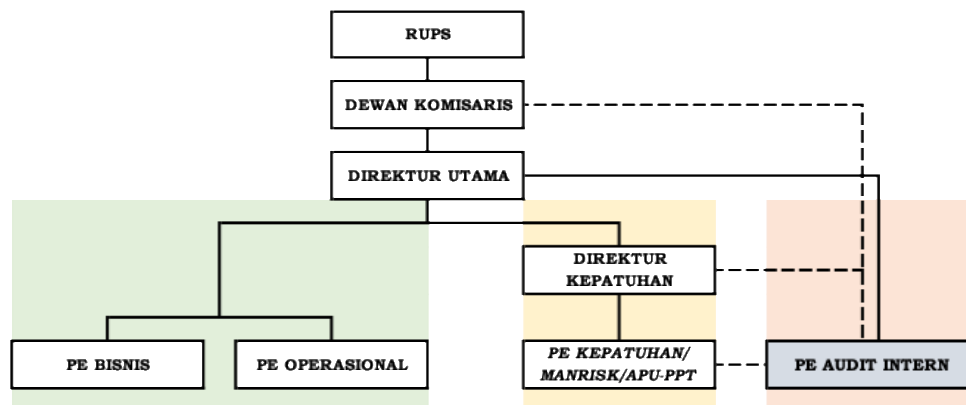 RUPS
DEWAN KOMISARIS
DIREKTUR UTAMA
DIREKTUR
KEPATUHAN
PE BISNIS
PE OPERASIONAL
PE KEPATUHAN/
MANRISK/APU-PPT
PE AUDIT INTERN